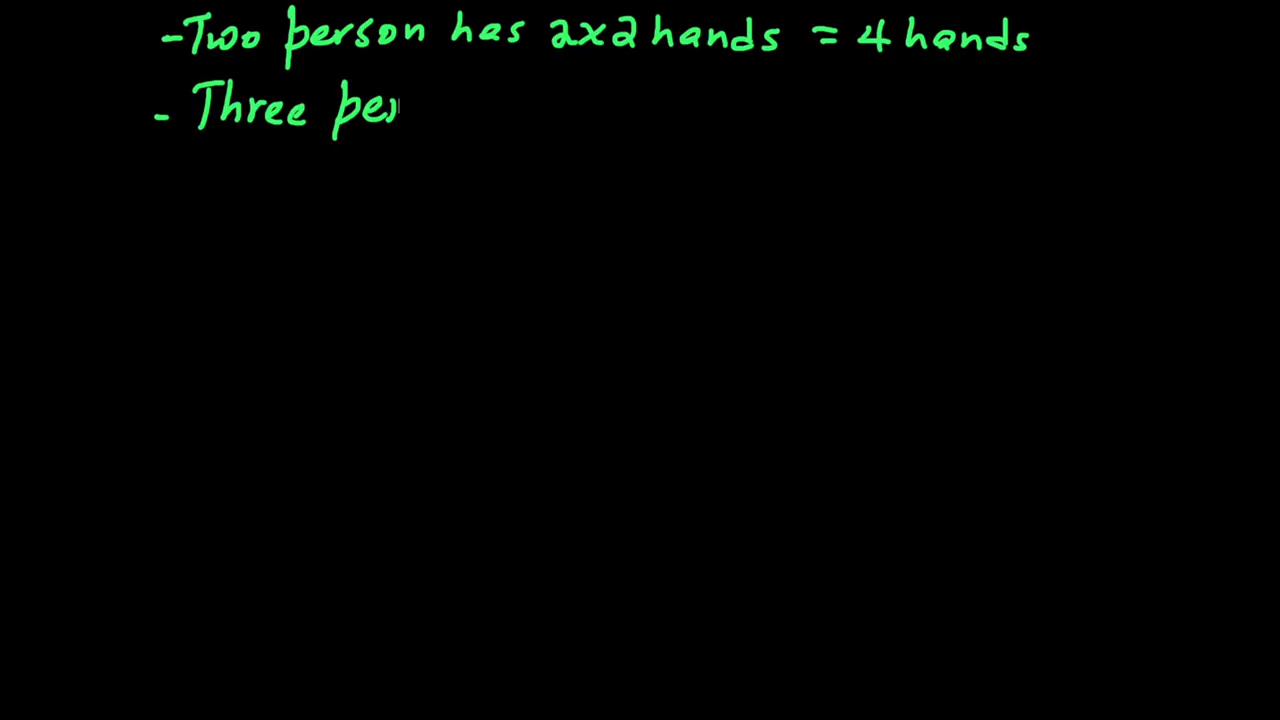 -Two person has 2x2 hands = 4 hands
- Three per